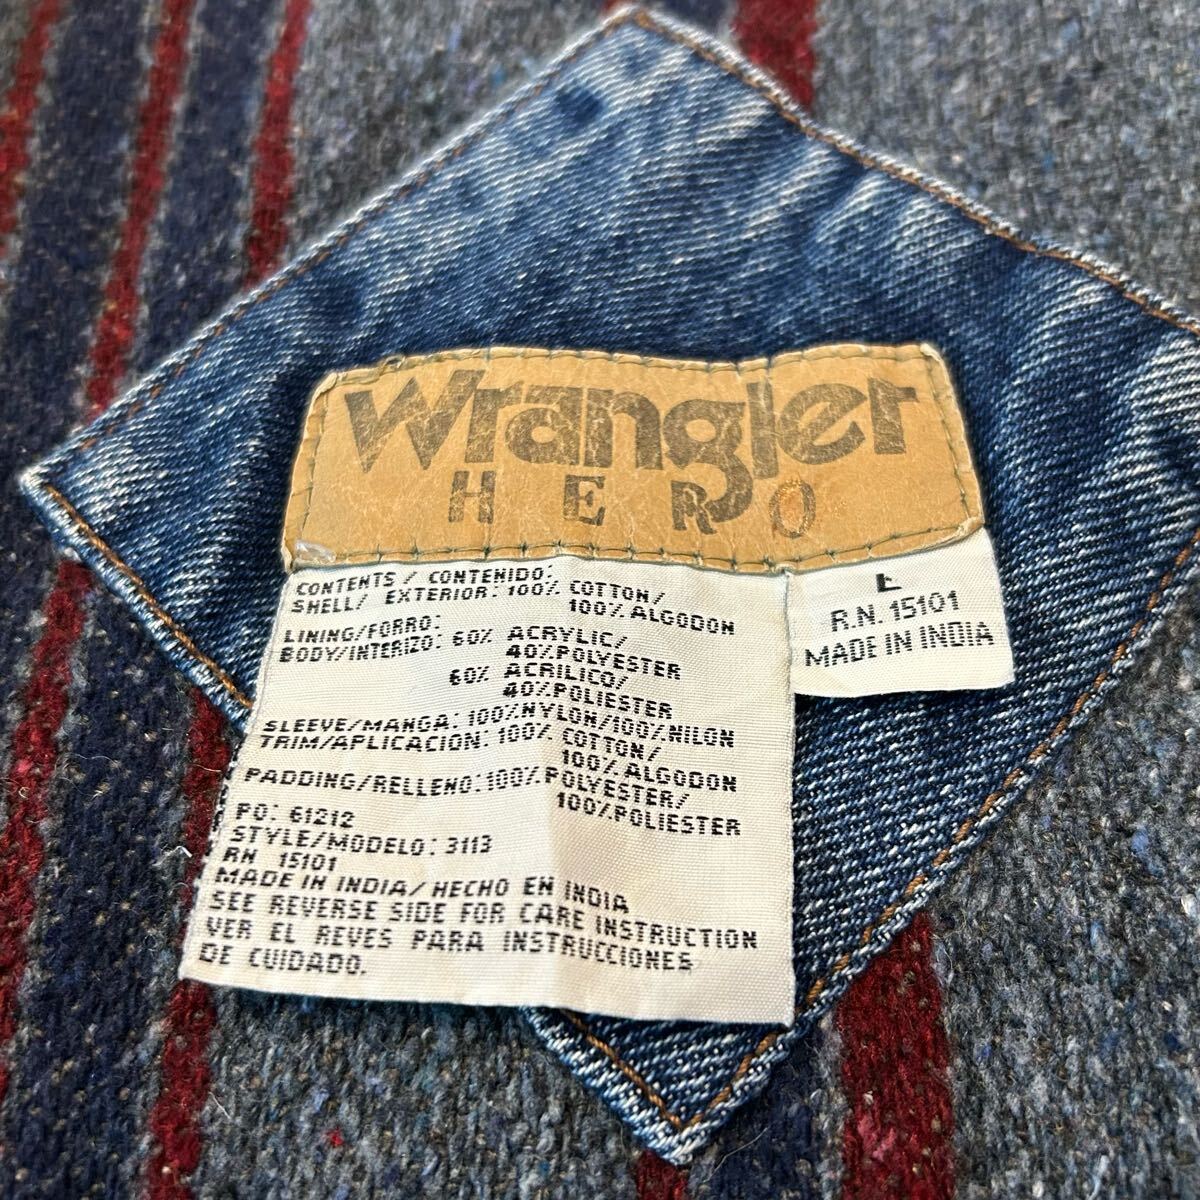 Wrangler
HERO
L
R.N. 15101
MADE IN INDIA
CONTENTS / CONTENIDO:
SHELL/ EXTERIOR: 100% COTTON/
100% ALGODON
LINING/FORRO:
BODY/INTERIZO: 60% ACRYLIC/
40% POLYESTER
60% ACRILICO/
40% POLIESTER
SLEEVE/MANGA: 100% NYLON/100% NILON
TRIM/APLICACION: 100% COTTON/
100% ALGODON
PADDING/RELLENO: 100% POLYESTER/
100% POLIESTER
PO: 61212
STYLE/MODELO: 3113
RN 15101
MADE IN INDIA/ HECHO EN INDIA
SEE REVERSE SIDE FOR CARE INSTRUCTION
VER EL REVES PARA INSTRUCCIONES
DE CUIDADO.